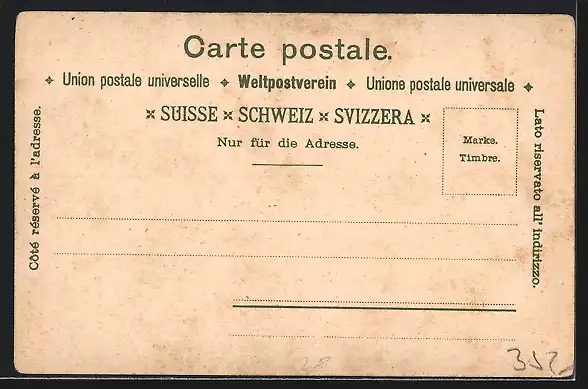 Carte postale.
Union postale universelle Weltpostverein Unione postale universale
SUISSE × SCHWEIZ × SVIZZERA
Nur für die Adresse.
Marke.
Timbre.
Côté réservé à l'adresse.
Lato riservato all' indirizzo.